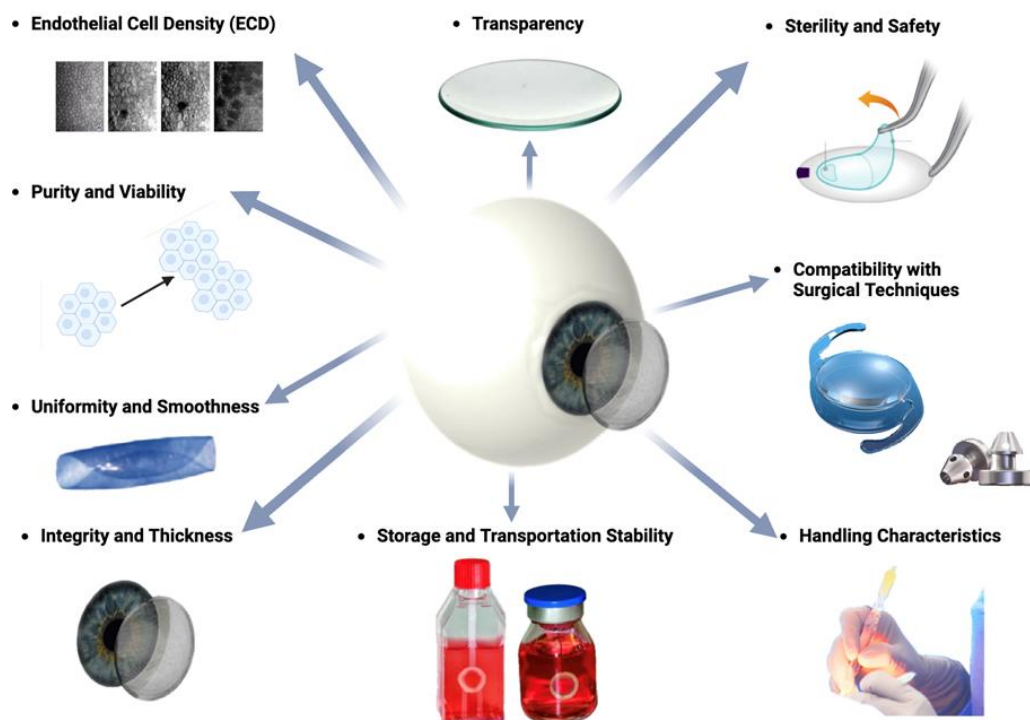 • Endothelial Cell Density (ECD)
• Transparency
• Sterility and Safety
• Purity and Viability
• Compatibility with
Surgical Techniques
• Uniformity and Smoothness
• Integrity and Thickness
• Storage and Transportation Stability
• Handling Characteristics